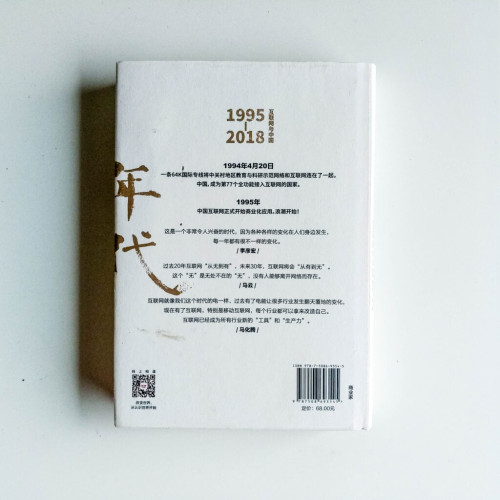 1995
2018
互联网与中国
年代
1994年4月20日
一条64K国际专线将中关村地区教育与科研示范网络和互联网连在了一起。
中国,成为第77个全功能接入互联网的国家。
1995年
中国互联网正式开始商业化应用,浪潮开始!
这是一个非常令人兴奋的时代,因为各种各样的变化在人们身边发生,
每一年都有很不一样的变化。
/李彦宏/
过去20年互联网“从无到有”,未来30年,互联网将会“从有到无”。
这个“无”是无处不在的“无”,没有人能够离开网络而存在。
/马云/
互联网就像我们这个时代的电一样,过去有了电能让很多行业发生翻天覆地的变化,
现在有了互联网,特别是移动互联网,每个行业都可以拿来改造自己。
互联网已经成为所有行业新的“工具”和“生产力”。
/马化腾/
定价:68.00元